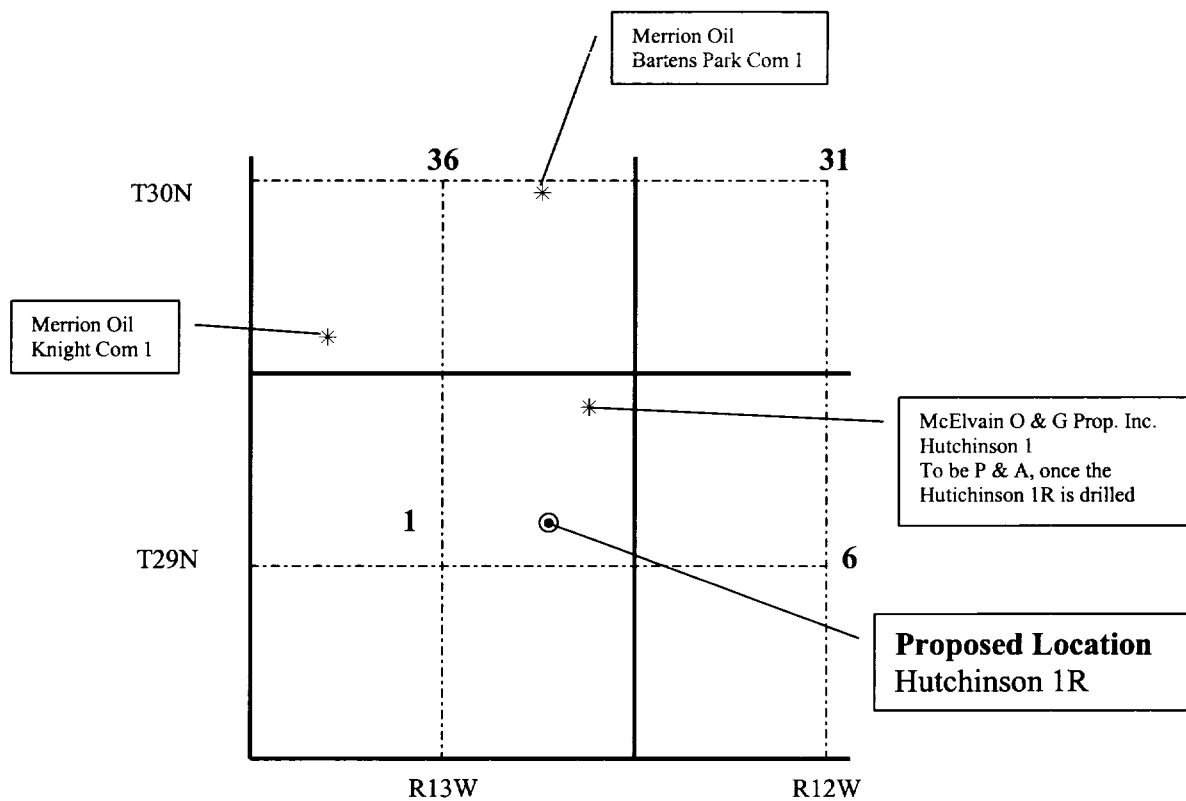 Merrion Oil
Bartens Park Com 1
36
31
T30N
Merrion Oil
Knight Com 1
McElvain O & G Prop. Inc.
Hutchinson 1
To be P & A, once the
Hutichinson 1R is drilled
1
T29N
6
Proposed Location
Hutchinson 1R
R13W
R12W